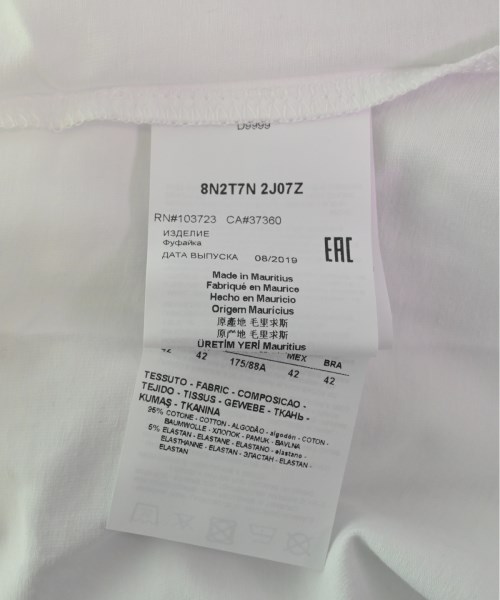 D9999
8N2T7N 2J07Z
RN#103723 CA#37360
ИЗДЕЛИЕ
Фуфайка
ДАТА ВЫПУСКА 08/2019
EAC
Made in Mauritius
Fabriqué en Maurice
Hecho en Mauricio
Origem Mauricius
原產地 毛里求斯
原产地 毛里求斯
ÜRETİM YERİ Mauritius
MEX BRA
42 42 175/88A 42 42
TESSUTO - FABRIC - COMPOSICAO -
TEJIDO - TISSUS - GEWEBE - ТКАНЬ -
KUMAŞ - TKANINA
95% COTONE - COTTON - ALGODÃO - algodón - COTON -
BAUMWOLLE - ХЛОПОК - PAMUK - BAVLNA
5% ELASTAN - ELASTANE - ELASTANO - elastano -
ELASTHANNE - ELASTAN - ЭЛАСТАН - ELASTAN -
ELASTAN